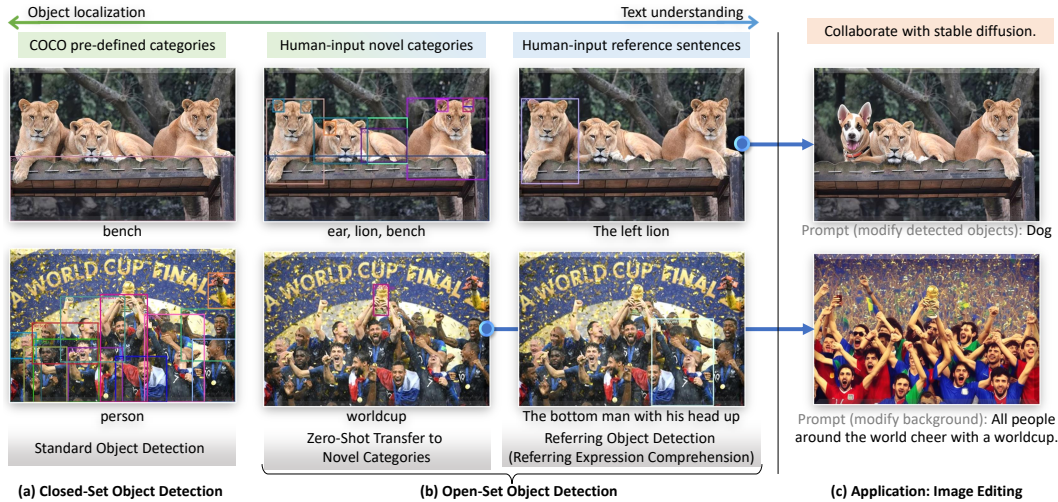 Object localization
Text understanding
COCO pre-defined categories
Human-input novel categories
Human-input reference sentences
Collaborate with stable diffusion.
bench
ear, lion, bench
The left lion
Prompt (modify detected objects): Dog
A WORLD CUP FINAL
A WORLD CUP FINAL
A WORLD CUP FINAL
person
worldcup
The bottom man with his head up
Prompt (modify background): All people
around the world cheer with a worldcup.
Standard Object Detection
Zero-Shot Transfer to
Novel Categories
Referring Object Detection
(Referring Expression Comprehension)
(a) Closed-Set Object Detection
(b) Open-Set Object Detection
(c) Application: Image Editing